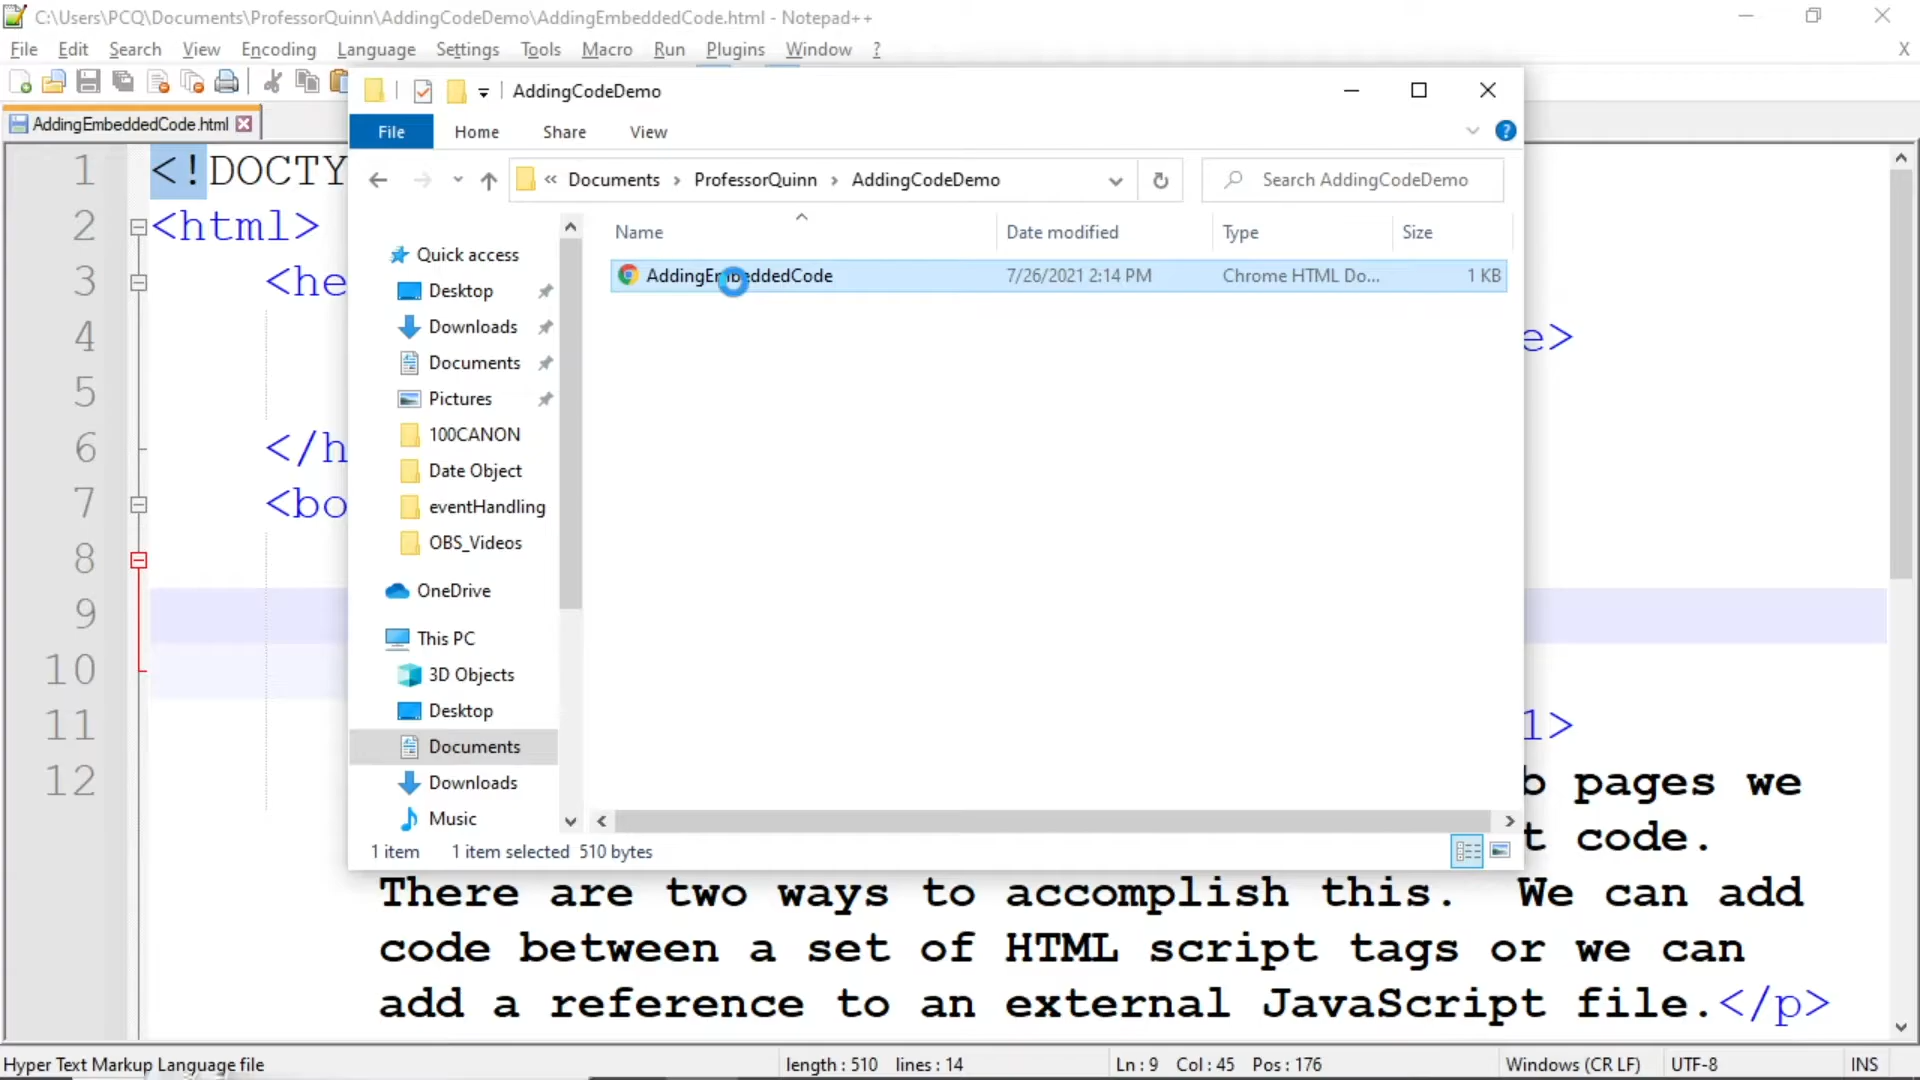 C:\Users\PCQ\Documents\ProfessorQuinn\AddingCodeDemo\AddingEmbeddedCode.html - Notepad++
File Edit Search View Encoding Language Settings Tools Macro Run Plugins Window ? X
AddingEmbeddedCode.html
AddingCodeDemo
File Home Share View ?
« Documents > ProfessorQuinn > AddingCodeDemo
Search AddingCodeDemo
Name Date modified Type Size
AddingEmbeddedCode 7/26/2021 2:14 PM Chrome HTML Do... 1 KB
Quick access
Desktop
Downloads
Documents
Pictures
100CANON
Date Object
eventHandling
OBS_Videos
OneDrive
This PC
3D Objects
Desktop
Documents
Downloads
Music
1 item 1 item selected 510 bytes
1 <!DOCTY
2 <html>
3 <he
4 e>
5
6 </h
7 <bo
8
9
10
11 1>
12 b pages we
t code.
There are two ways to accomplish this. We can add
code between a set of HTML script tags or we can
add a reference to an external JavaScript file.</p>
Hyper Text Markup Language file length : 510 lines : 14 Ln : 9 Col : 45 Pos : 176 Windows (CR LF) UTF-8 INS